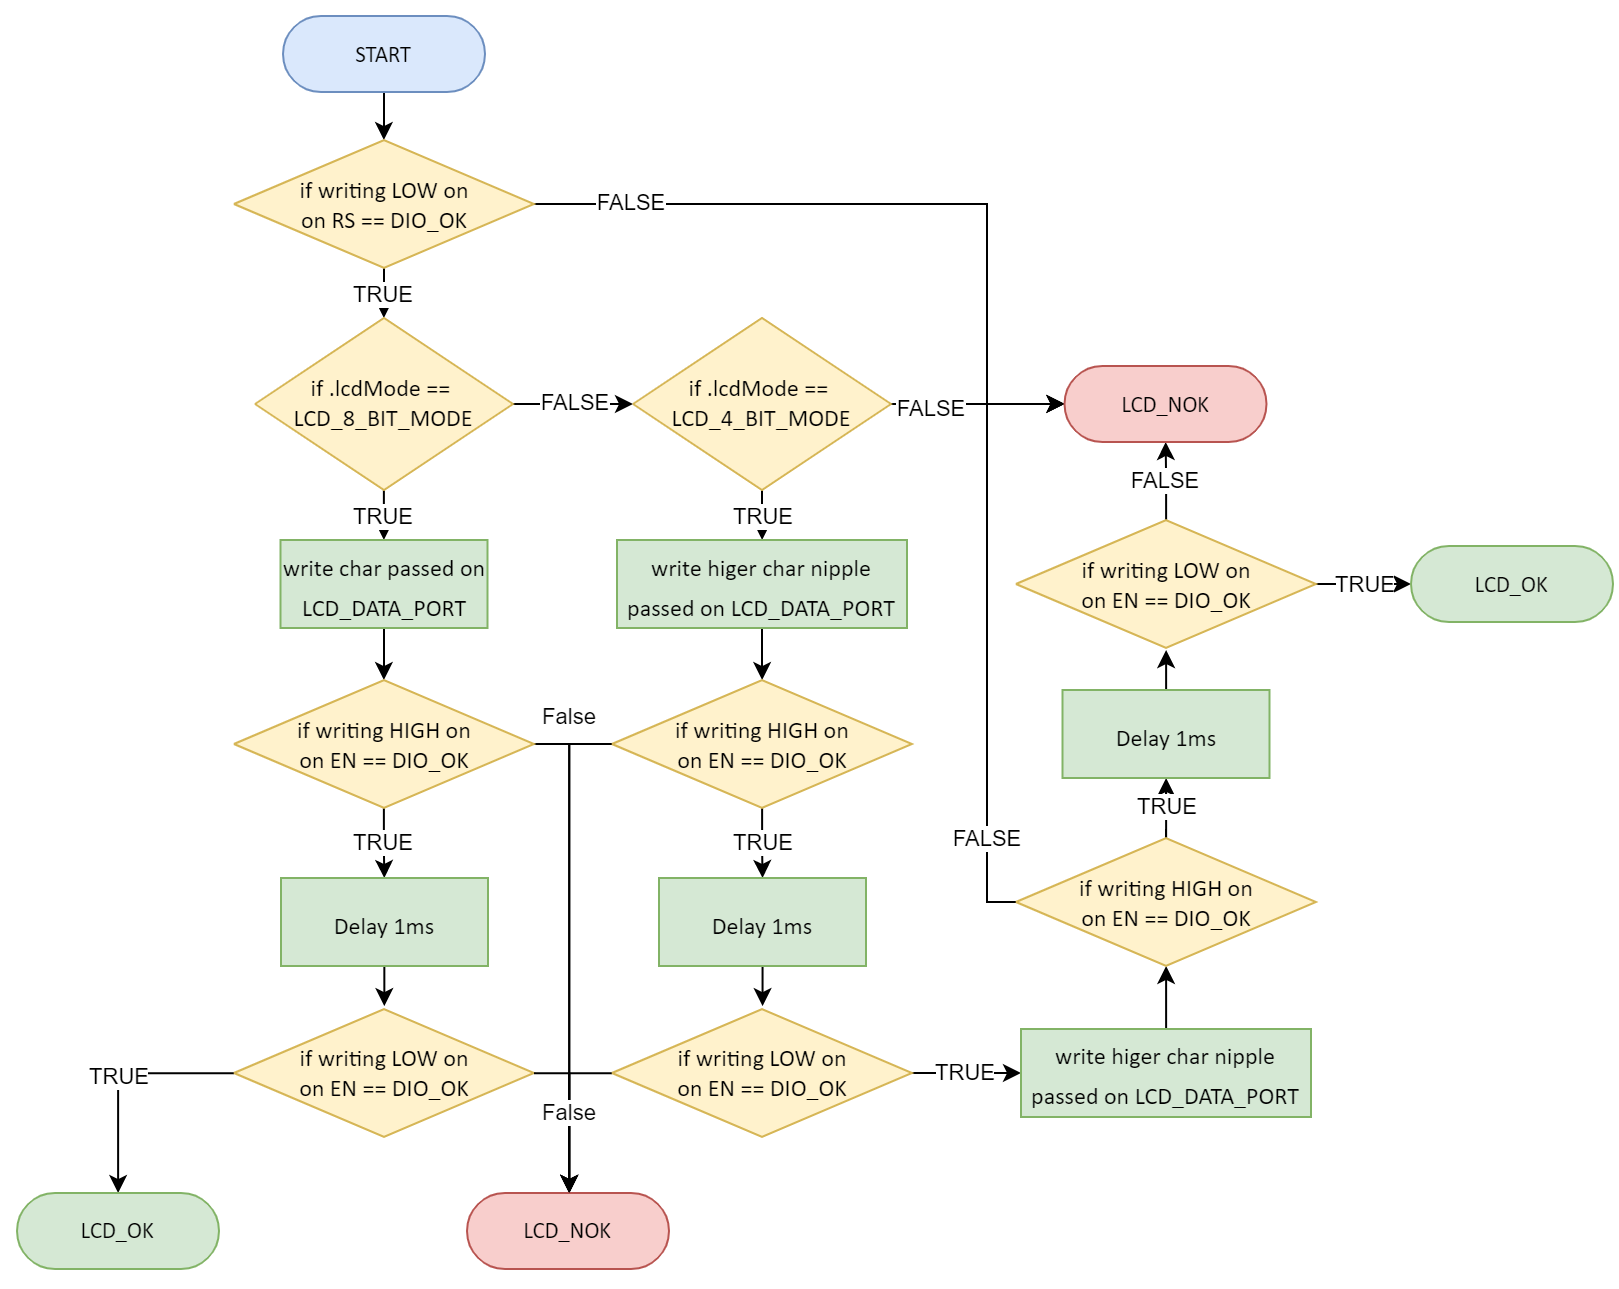 START
if writing LOW on
on RS == DIO_OK
FALSE
TRUE
if .lcdMode ==
LCD_8_BIT_MODE
FALSE
if .lcdMode ==
LCD_4_BIT_MODE
FALSE
LCD_NOK
FALSE
TRUE
TRUE
write char passed on
LCD_DATA_PORT
write higer char nipple
passed on LCD_DATA_PORT
if writing LOW on
on EN == DIO_OK
TRUE
LCD_OK
if writing HIGH on
on EN == DIO_OK
False
if writing HIGH on
on EN == DIO_OK
Delay 1ms
TRUE
TRUE
TRUE
FALSE
if writing HIGH on
on EN == DIO_OK
Delay 1ms
Delay 1ms
if writing LOW on
on EN == DIO_OK
if writing LOW on
on EN == DIO_OK
TRUE
write higer char nipple
passed on LCD_DATA_PORT
TRUE
False
LCD_OK
LCD_NOK